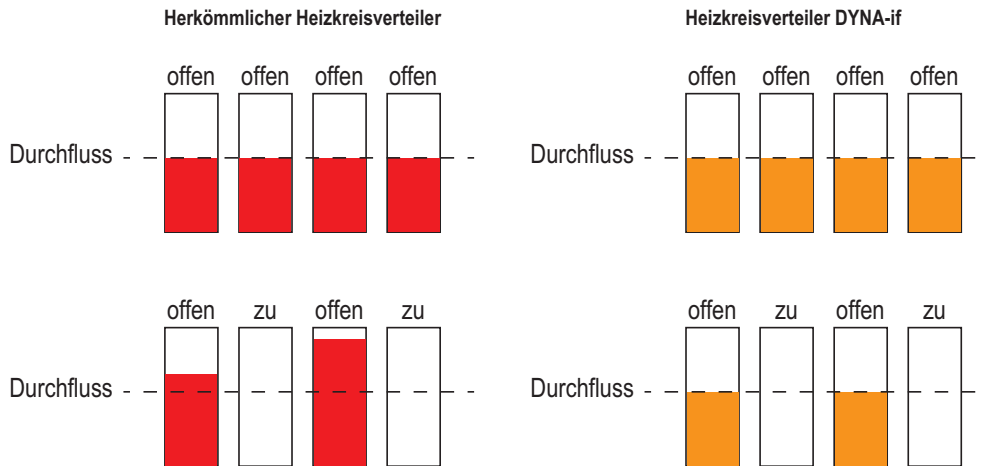 Herkömmlicher Heizkreisverteiler
offen offen offen offen
Durchfluss
offen zu offen zu
Durchfluss
Heizkreisverteiler DYNA-if
offen offen offen offen
Durchfluss
offen zu offen zu
Durchfluss